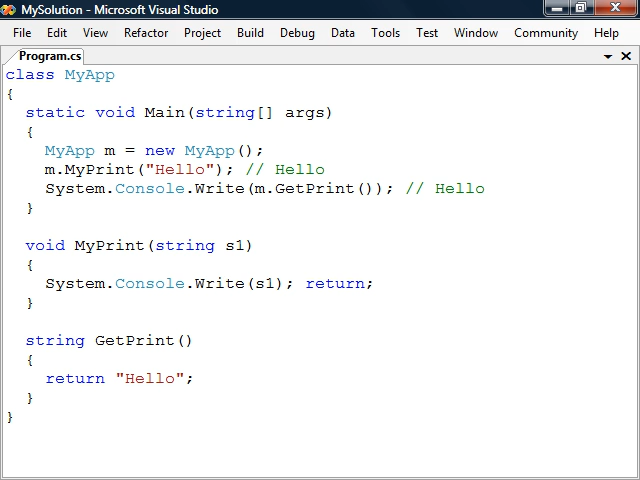 MySolution - Microsoft Visual Studio
File Edit View Refactor Project Build Debug Data Tools Test Window Community Help
Program.cs
class MyApp
{
static void Main(string[] args)
{
MyApp m = new MyApp();
m.MyPrint("Hello"); // Hello
System.Console.Write(m.GetPrint()); // Hello
}
void MyPrint(string s1)
{
System.Console.Write(s1); return;
}
string GetPrint()
{
return "Hello";
}
}